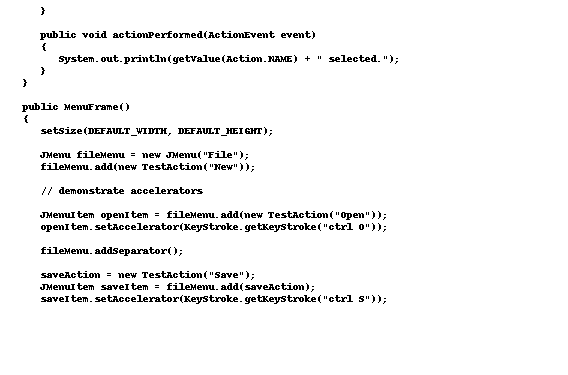 }
public void actionPerformed(ActionEvent event)
{
System.out.println(getValue(Action.NAME) + " selected.");
}
}
public MenuFrame()
{
setSize(DEFAULT_WIDTH, DEFAULT_HEIGHT);
JMenu fileMenu = new JMenu("File");
fileMenu.add(new TestAction("New"));
// demonstrate accelerators
JMenuItem openItem = fileMenu.add(new TestAction("Open"));
openItem.setAccelerator(KeyStroke.getKeyStroke("ctrl O"));
fileMenu.addSeparator();
saveAction = new TestAction("Save");
JMenuItem saveItem = fileMenu.add(saveAction);
saveItem.setAccelerator(KeyStroke.getKeyStroke("ctrl S"));